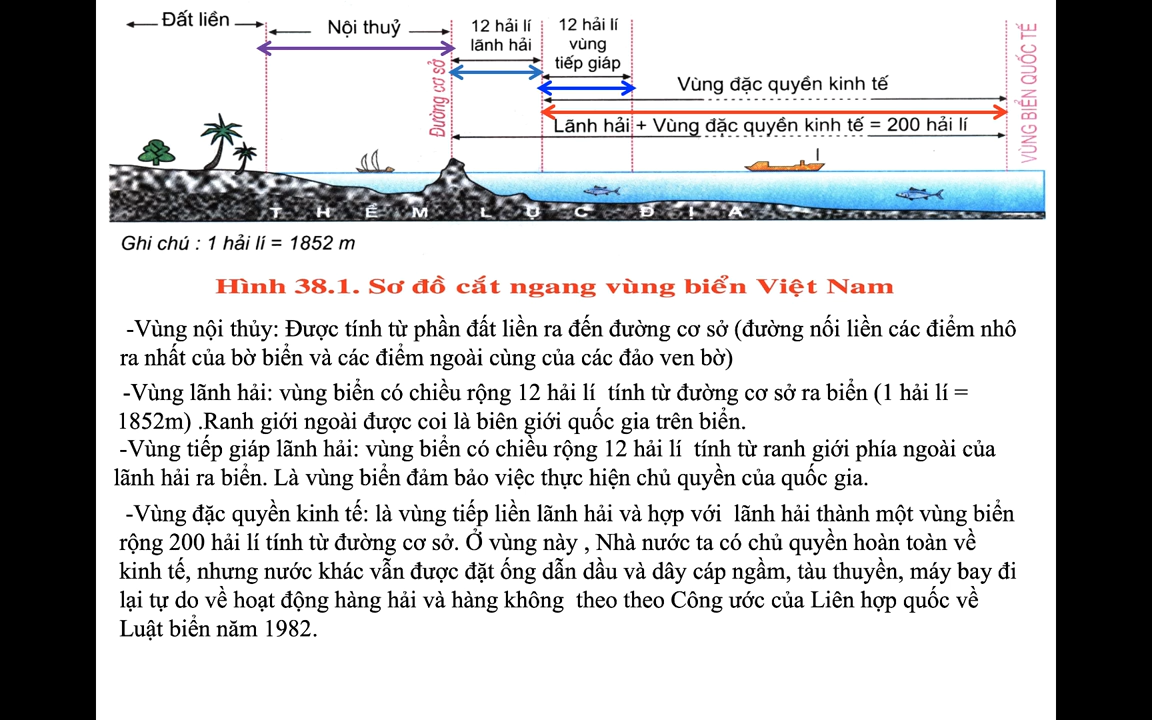 Đất liền
Nội thuỷ
12 hải lí
lãnh hải
12 hải lí
vùng
tiếp giáp
Vùng đặc quyền kinh tế
Lãnh hải + Vùng đặc quyền kinh tế = 200 hải lí
Đường cơ sở
VÙNG BIỂN QUỐC TẾ
THỀM LỤC ĐỊA
Ghi chú : 1 hải lí = 1852 m
Hình 38.1. Sơ đồ cắt ngang vùng biển Việt Nam
-Vùng nội thủy: Được tính từ phần đất liền ra đến đường cơ sở (đường nối liền các điểm nhô
ra nhất của bờ biển và các điểm ngoài cùng của các đảo ven bờ)
-Vùng lãnh hải: vùng biển có chiều rộng 12 hải lí tính từ đường cơ sở ra biển (1 hải lí =
1852m) .Ranh giới ngoài được coi là biên giới quốc gia trên biển.
-Vùng tiếp giáp lãnh hải: vùng biển có chiều rộng 12 hải lí tính từ ranh giới phía ngoài của
lãnh hải ra biển. Là vùng biển đảm bảo việc thực hiện chủ quyền của quốc gia.
-Vùng đặc quyền kinh tế: là vùng tiếp liền lãnh hải và hợp với lãnh hải thành một vùng biển
rộng 200 hải lí tính từ đường cơ sở. Ở vùng này , Nhà nước ta có chủ quyền hoàn toàn về
kinh tế, nhưng nước khác vẫn được đặt ống dẫn dầu và dây cáp ngầm, tàu thuyền, máy bay đi
lại tự do về hoạt động hàng hải và hàng không theo theo Công ước của Liên hợp quốc về
Luật biển năm 1982.